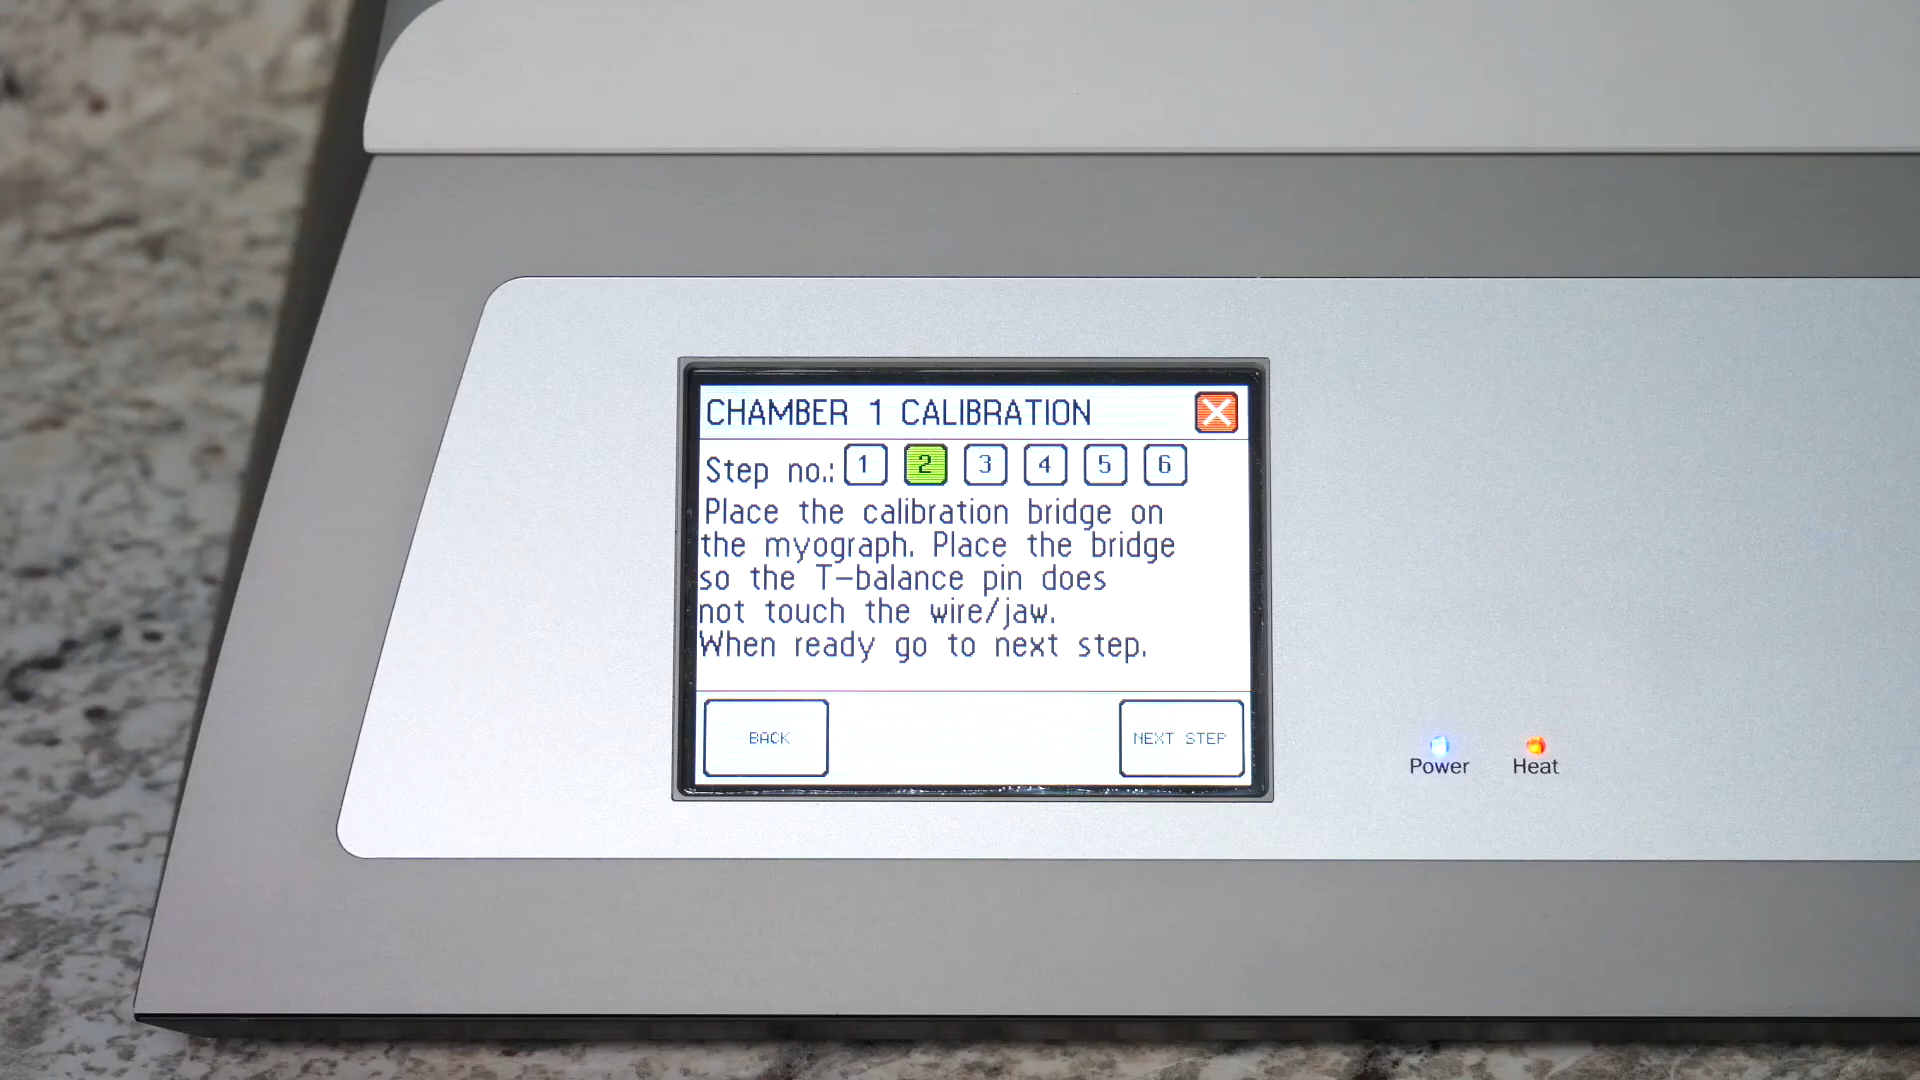 CHAMBER 1 CALIBRATION
Step no.: 1 2 3 4 5 6
Place the calibration bridge on
the myograph. Place the bridge
so the T-balance pin does
not touch the wire/jaw.
When ready go to next step.
BACK NEXT STEP
Power Heat